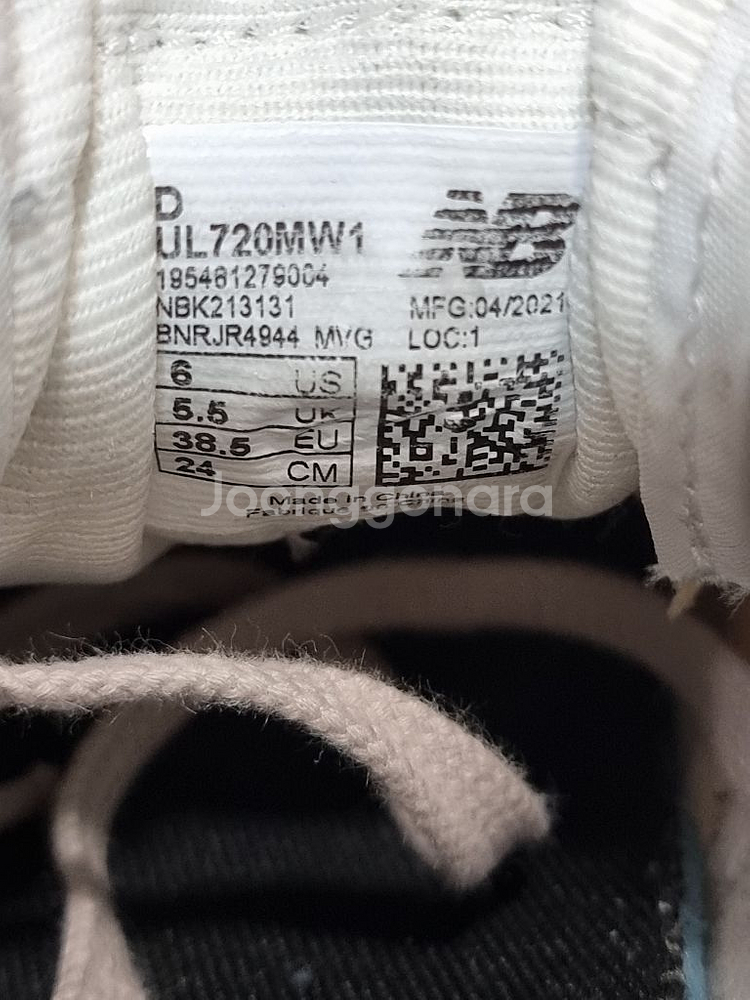 D
UL720MW1
195481279004
NBK213131
BNRJR4944 MVG
NB
MFG:04/2021
LOC:1
6 US
5.5 UK
38.5 EU
24 CM
Made in China
Joonggonara